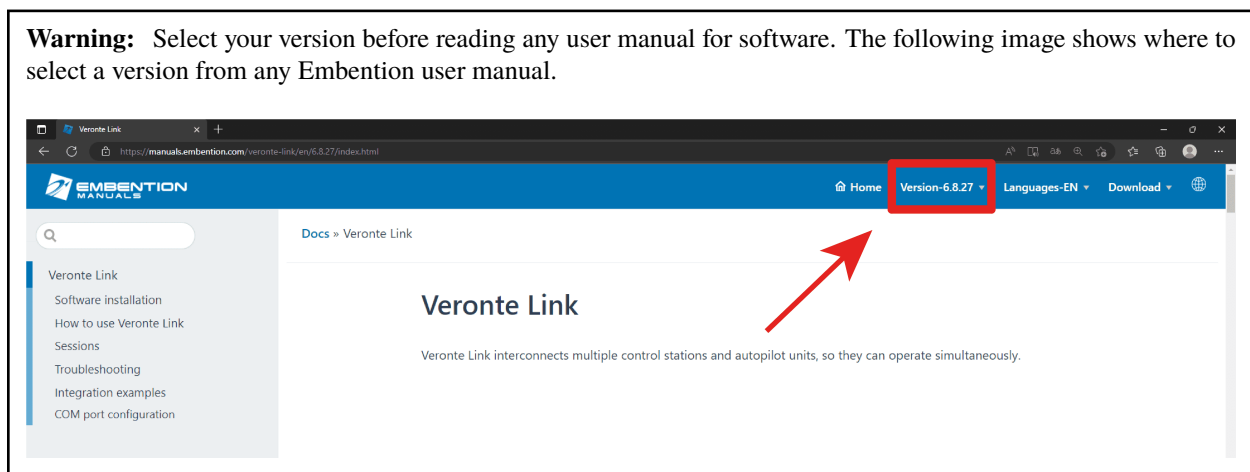 Warning: Select your version before reading any user manual for software. The following image shows where to
select a version from any Embention user manual.
Veronte Link
https://manuals.embention.com/veronte-link/en/6.8.27/index.html
EMBENTION
MANUALS
Home Version-6.8.27 Languages-EN Download
Docs » Veronte Link
Veronte Link
Software installation
How to use Veronte Link
Sessions
Troubleshooting
Integration examples
COM port configuration
Veronte Link
Veronte Link interconnects multiple control stations and autopilot units, so they can operate simultaneously.